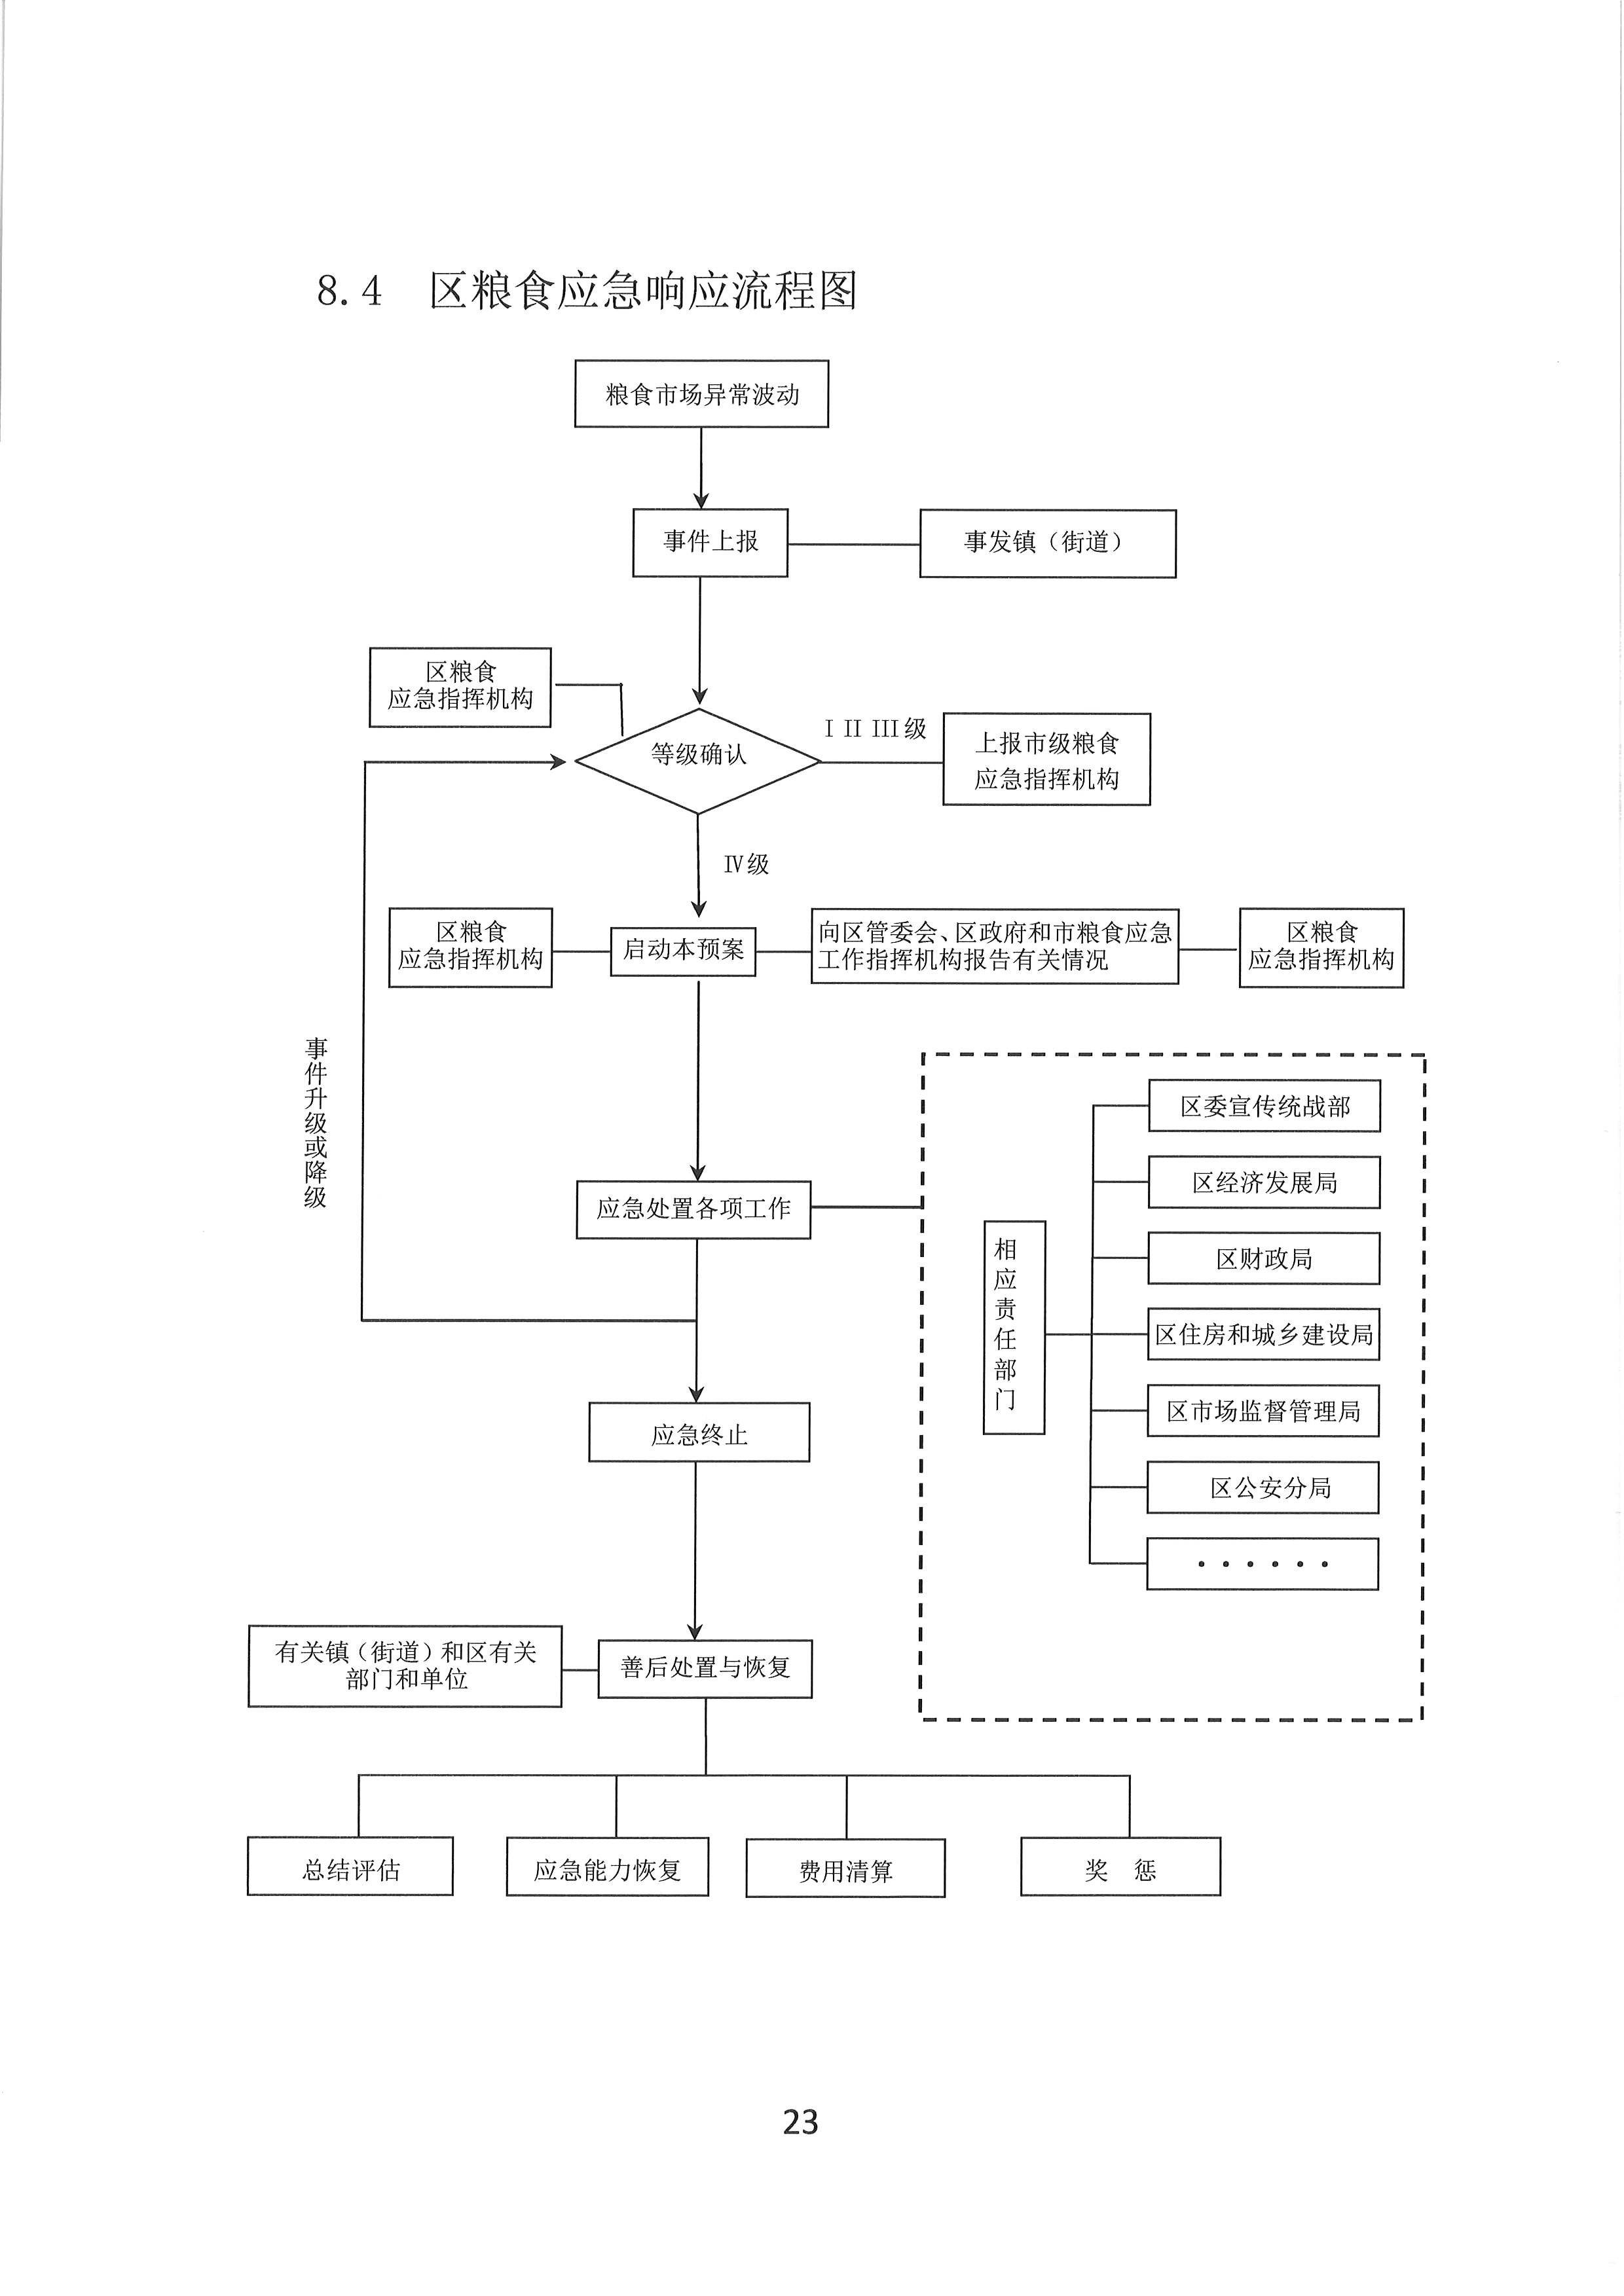 8.4 区粮食应急响应流程图
粮食市场异常波动
事件上报
事发镇（街道）
区粮食
应急指挥机构
等级确认
I II III级
上报市级粮食
应急指挥机构
IV级
区粮食
应急指挥机构
启动本预案
向区管委会、区政府和市粮食应急
工作指挥机构报告有关情况
区粮食
应急指挥机构
事件升级或降级
应急处置各项工作
相应责任部门
区委宣传统战部
区经济发展局
区财政局
区住房和城乡建设局
区市场监督管理局
区公安分局
······
应急终止
有关镇（街道）和区有关
部门和单位
善后处置与恢复
总结评估
应急能力恢复
费用清算
奖 惩
23